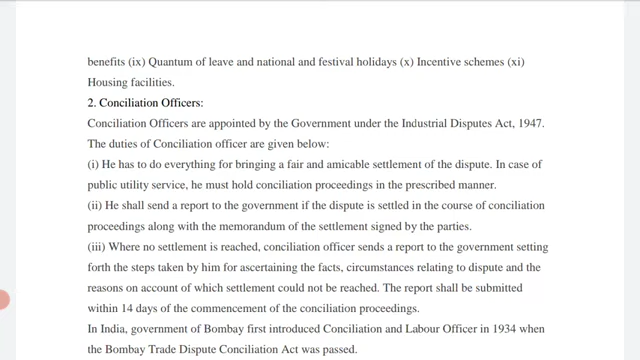 benefits (ix) Quantum of leave and national and festival holidays (x) Incentive schemes (xi)
Housing facilities.
2. Conciliation Officers:
Conciliation Officers are appointed by the Government under the Industrial Disputes Act, 1947.
The duties of Conciliation officer are given below:
(i) He has to do everything for bringing a fair and amicable settlement of the dispute. In case of
public utility service, he must hold conciliation proceedings in the prescribed manner.
(ii) He shall send a report to the government if the dispute is settled in the course of conciliation
proceedings along with the memorandum of the settlement signed by the parties.
(iii) Where no settlement is reached, conciliation officer sends a report to the government setting
forth the steps taken by him for ascertaining the facts, circumstances relating to dispute and the
reasons on account of which settlement could not be reached. The report shall be submitted
within 14 days of the commencement of the conciliation proceedings.
In India, government of Bombay first introduced Conciliation and Labour Officer in 1934 when
the Bombay Trade Dispute Conciliation Act was passed.